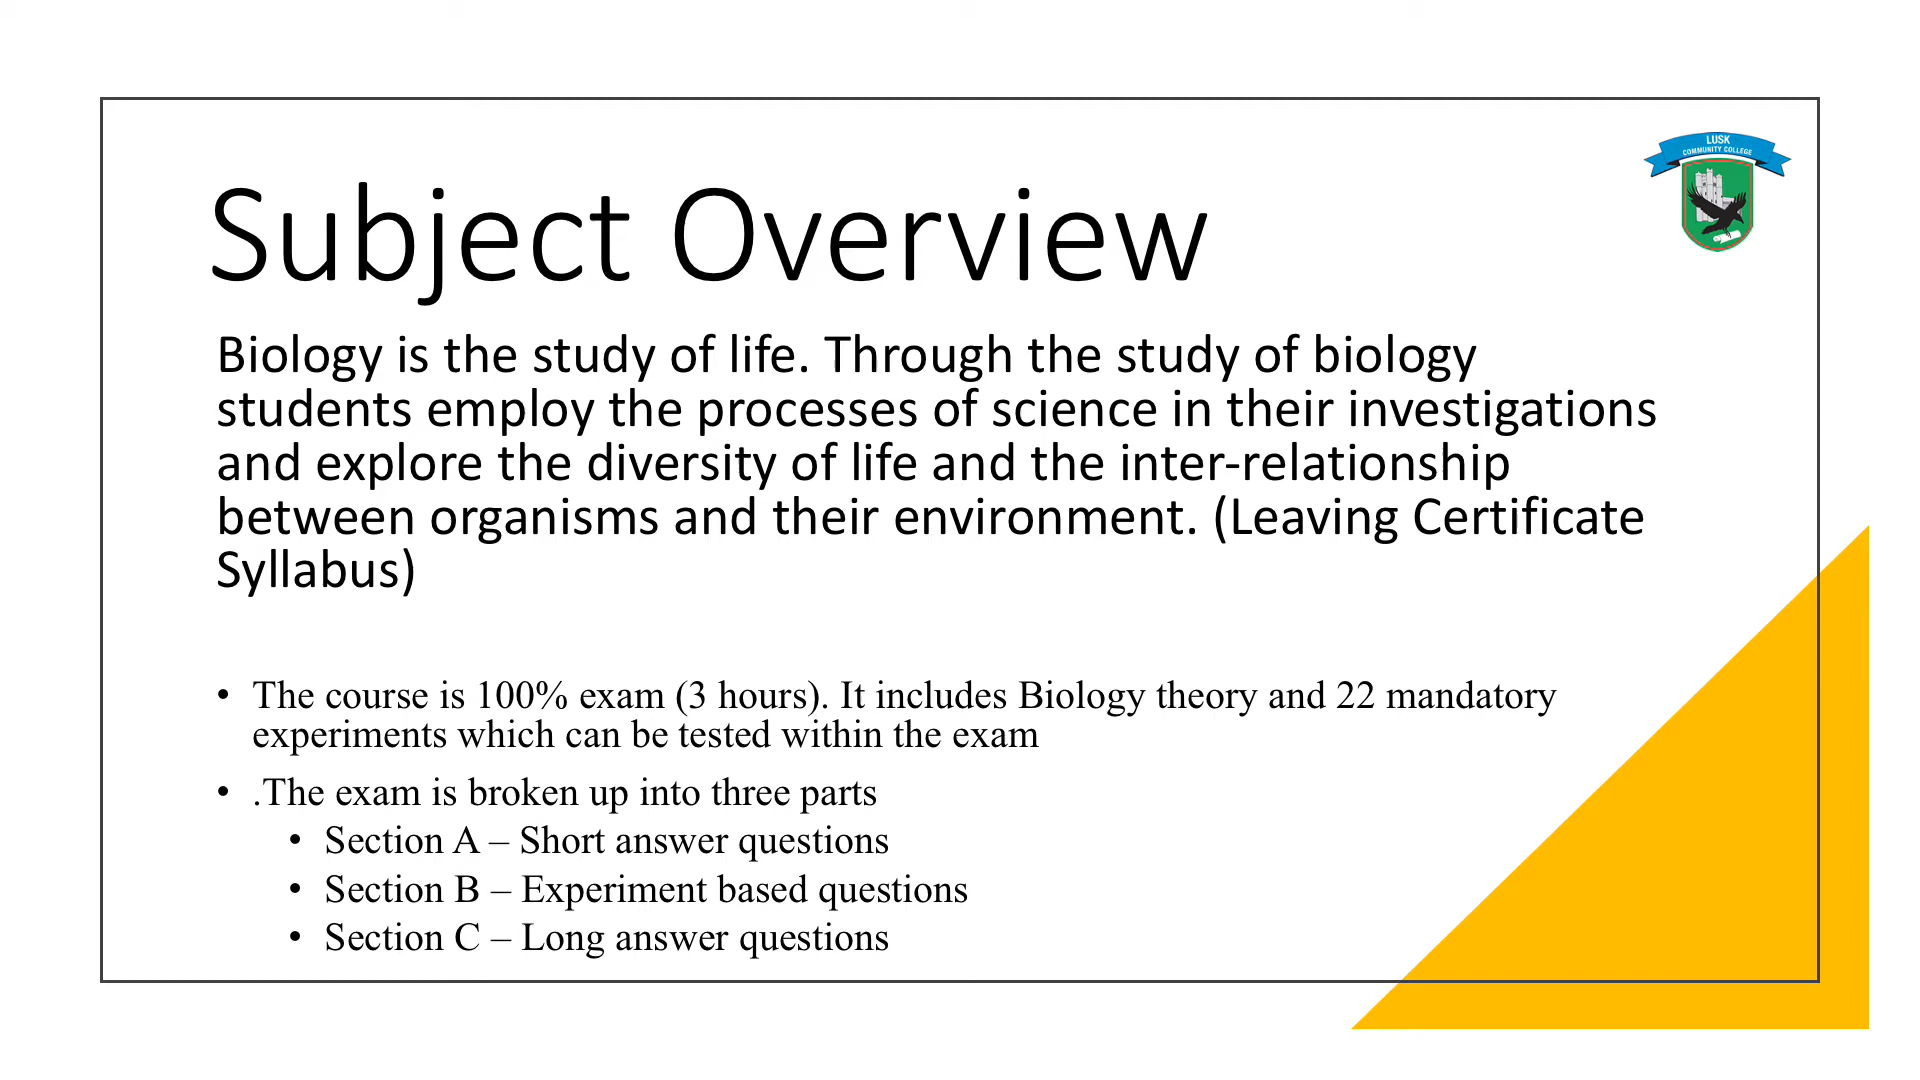 LUSK
COMMUNITY COLLEGE
Subject Overview
Biology is the study of life. Through the study of biology
students employ the processes of science in their investigations
and explore the diversity of life and the inter-relationship
between organisms and their environment. (Leaving Certificate
Syllabus)
• The course is 100% exam (3 hours). It includes Biology theory and 22 mandatory
experiments which can be tested within the exam
• .The exam is broken up into three parts
• Section A – Short answer questions
• Section B – Experiment based questions
• Section C – Long answer questions